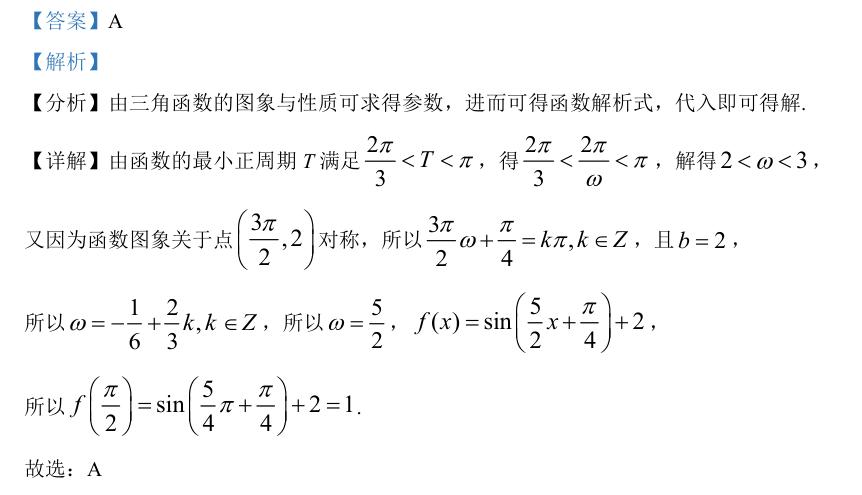 【答案】A
【解析】
【分析】由三角函数的图象与性质可求得参数，进而可得函数解析式，代入即可得解.
【详解】由函数的最小正周期 T 满足 $\frac{2\pi}{3}<T<\pi$，得 $\frac{2\pi}{3}<\frac{2\pi}{\omega}<\pi$，解得 $2<\omega<3$，
又因为函数图象关于点 $\left(\frac{3\pi}{2},2\right)$ 对称，所以 $\frac{3\pi}{2}\omega+\frac{\pi}{4}=k\pi,k\in Z$，且 $b=2$，
所以 $\omega=-\frac{1}{6}+\frac{2}{3}k,k\in Z$，所以 $\omega=\frac{5}{2}$，$f(x)=\sin\left(\frac{5}{2}x+\frac{\pi}{4}\right)+2$，
所以 $f\left(\frac{\pi}{2}\right)=\sin\left(\frac{5}{4}\pi+\frac{\pi}{4}\right)+2=1$.
故选：A